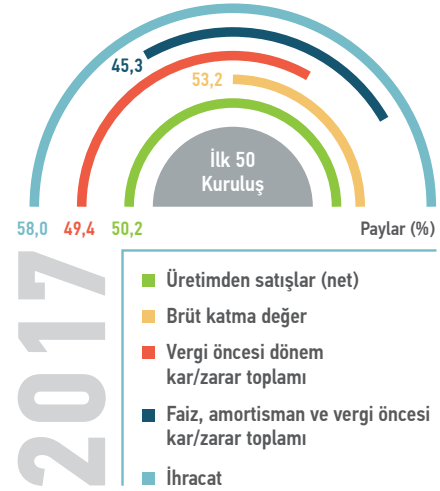 45,3
53,2
İlk 50
Kuruluş
58,0 49,4 50,2 Paylar (%)
2017
Üretimden satışlar (net)
Brüt katma değer
Vergi öncesi dönem
kar/zarar toplamı
Faiz, amortisman ve vergi öncesi
kar/zarar toplamı
İhracat